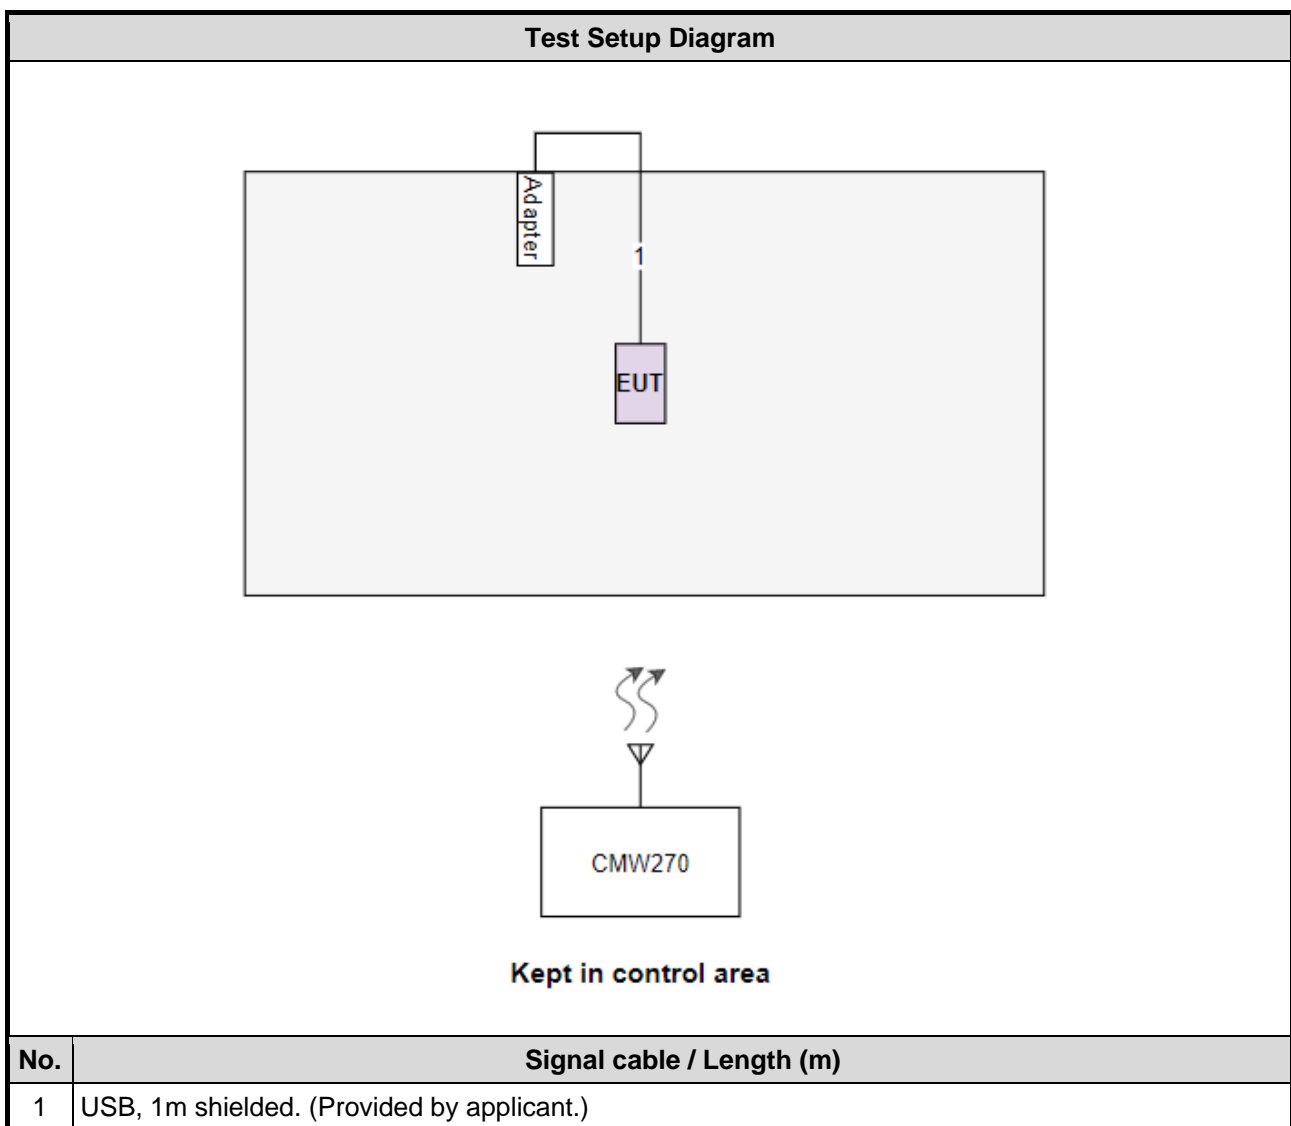 Test Setup Diagram
Adapter
1
EUT
CMW270
Kept in control area
No. Signal cable / Length (m)
1 USB, 1m shielded. (Provided by applicant.)